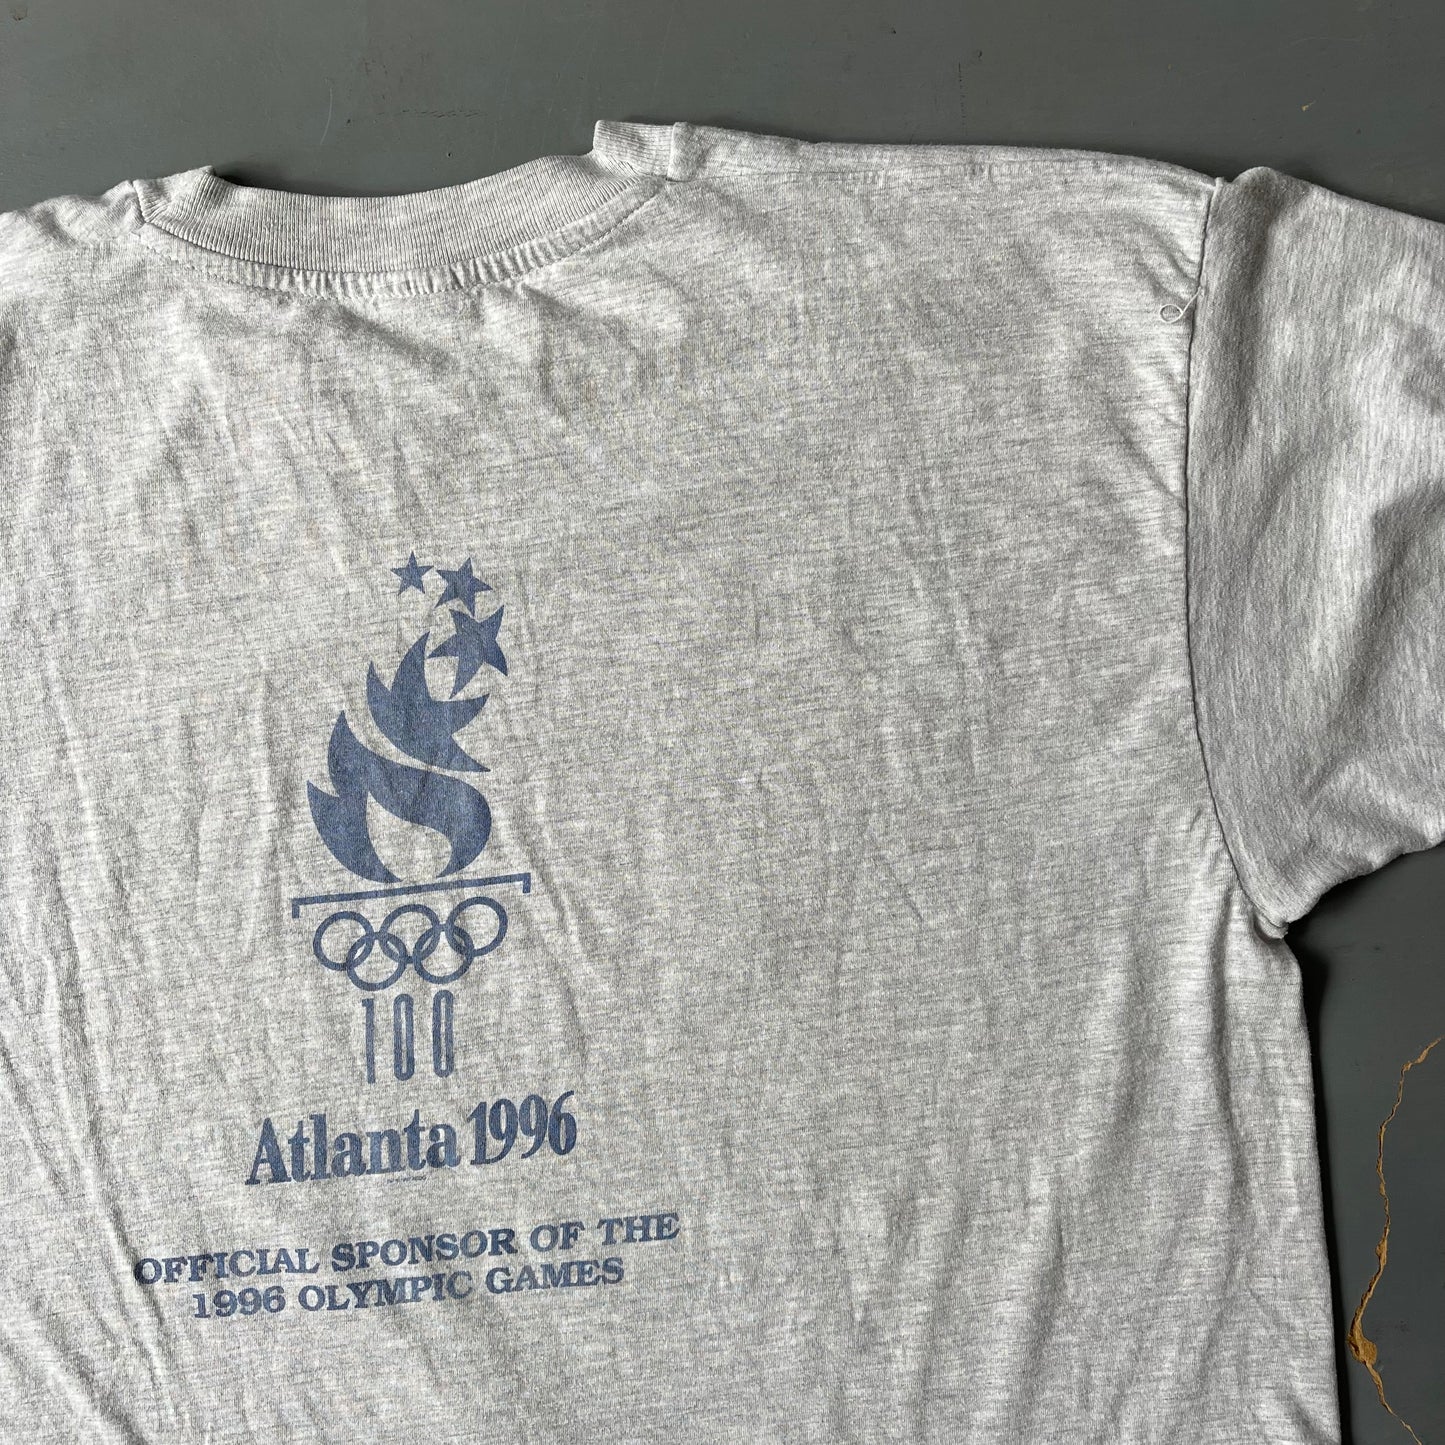 100
Atlanta 1996
OFFICIAL SPONSOR OF THE
1996 OLYMPIC GAMES